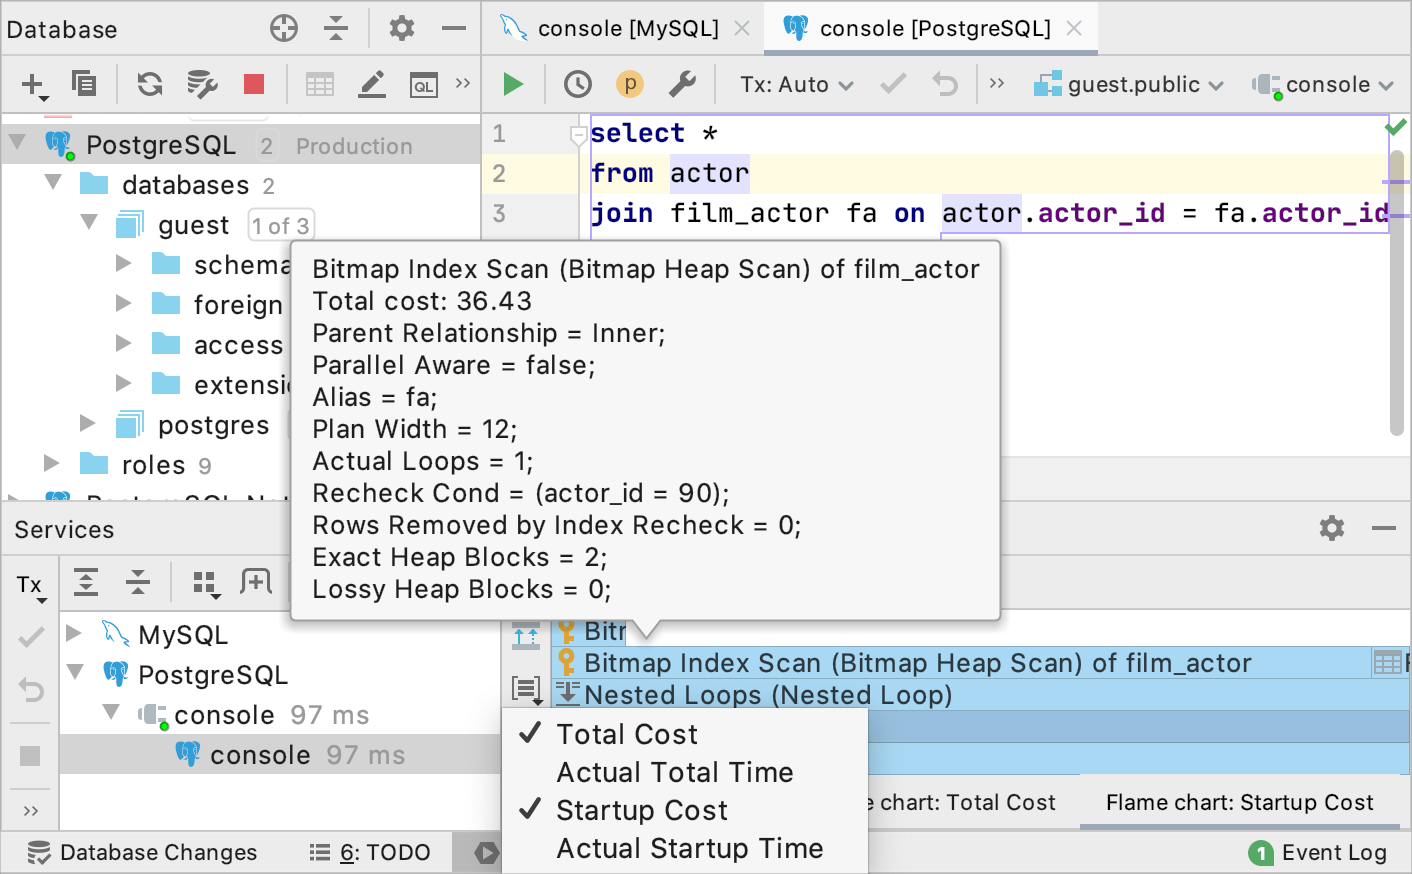 Database
console [MySQL]
console [PostgreSQL]
QL
p
Tx: Auto
guest.public
console
PostgreSQL 2 Production
databases 2
guest 1 of 3
schema
foreign
access
extensi
postgres
roles 9
1 select *
2 from actor
3 join film_actor fa on actor.actor_id = fa.actor_id
Bitmap Index Scan (Bitmap Heap Scan) of film_actor
Total cost: 36.43
Parent Relationship = Inner;
Parallel Aware = false;
Alias = fa;
Plan Width = 12;
Actual Loops = 1;
Recheck Cond = (actor_id = 90);
Rows Removed by Index Recheck = 0;
Exact Heap Blocks = 2;
Lossy Heap Blocks = 0;
Services
Tx
MySQL
PostgreSQL
console 97 ms
console 97 ms
Bitr
Bitmap Index Scan (Bitmap Heap Scan) of film_actor
Nested Loops (Nested Loop)
Total Cost
Actual Total Time
Startup Cost
Actual Startup Time
e chart: Total Cost
Flame chart: Startup Cost
Database Changes
6: TODO
1 Event Log